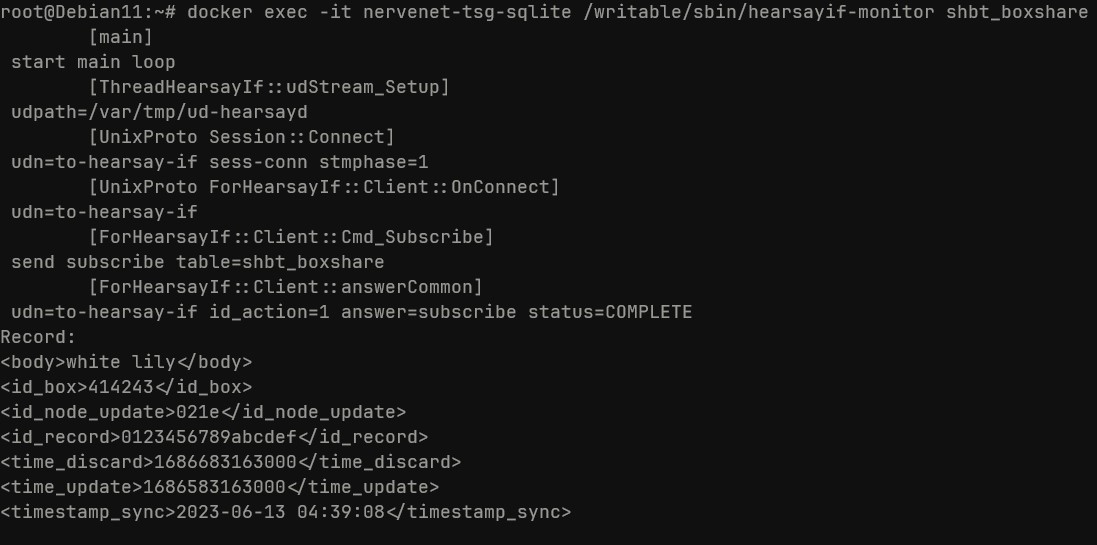 root@Debian11:~# docker exec -it nervenet-tsg-sqlite /writable/sbin/hearsayif-monitor shbt_boxshare
        [main]
 start main loop
        [ThreadHearsayIf::udStream_Setup]
 udpath=/var/tmp/ud-hearsayd
        [UnixProto Session::Connect]
 udn=to-hearsay-if sess-conn stmphase=1
        [UnixProto ForHearsayIf::Client::OnConnect]
 udn=to-hearsay-if
        [ForHearsayIf::Client::Cmd_Subscribe]
 send subscribe table=shbt_boxshare
        [ForHearsayIf::Client::answerCommon]
 udn=to-hearsay-if id_action=1 answer=subscribe status=COMPLETE
Record:
<body>white lily</body>
<id_box>414243</id_box>
<id_node_update>021e</id_node_update>
<id_record>0123456789abcdef</id_record>
<time_discard>1686683163000</time_discard>
<time_update>1686583163000</time_update>
<timestamp_sync>2023-06-13 04:39:08</timestamp_sync>